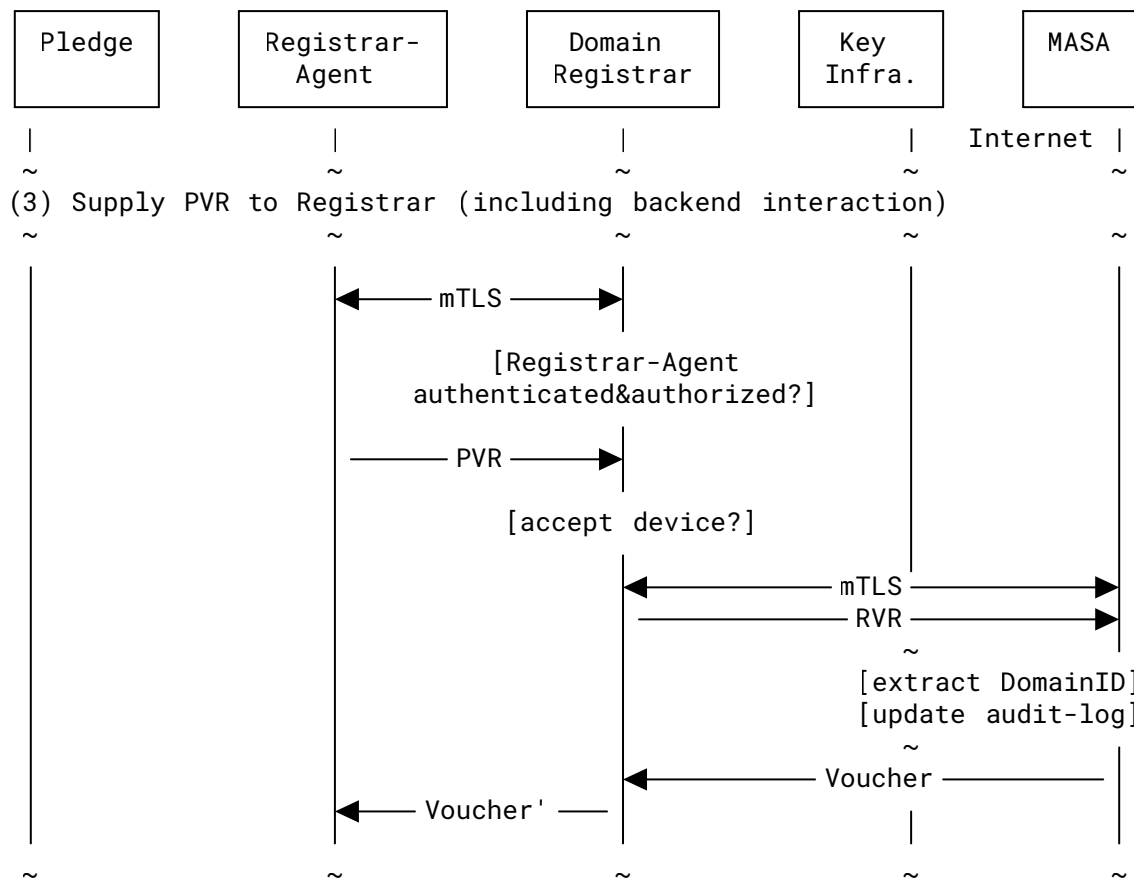 Pledge Registrar-Agent Domain Registrar Key Infra. MASA
| | | | Internet |
~ ~ ~ ~ ~
(3) Supply PVR to Registrar (including backend interaction)
~ ~ ~ ~ ~
mTLS
[Registrar-Agent
authenticated&authorized?]
PVR
[accept device?]
mTLS
RVR
~
[extract DomainID]
[update audit-log]
~
Voucher
Voucher'
~ ~ ~ ~ ~